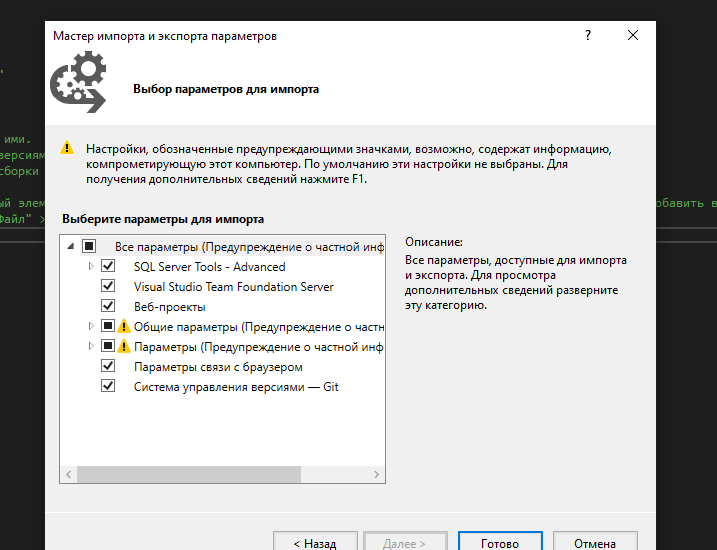 Мастер импорта и экспорта параметров
?
Выбор параметров для импорта
ими.
Настройки, обозначенные предупреждающими значками, возможно, содержат информацию,
компрометирующую этот компьютер. По умолчанию эти настройки не выбраны. Для
получения дополнительных сведений нажмите F1.
сборки
Файл" >
Выберите параметры для импорта
Все параметры (Предупреждение о частной инф
SQL Server Tools - Advanced
Visual Studio Team Foundation Server
Веб-проекты
Общие параметры (Предупреждение о частн
Параметры (Предупреждение о частной инф
Параметры связи с браузером
Система управления версиями — Git
Описание:
Все параметры, доступные для импорта
и экспорта. Для просмотра
дополнительных сведений разверните
эту категорию.
< Назад
Далее >
Готово
Отмена